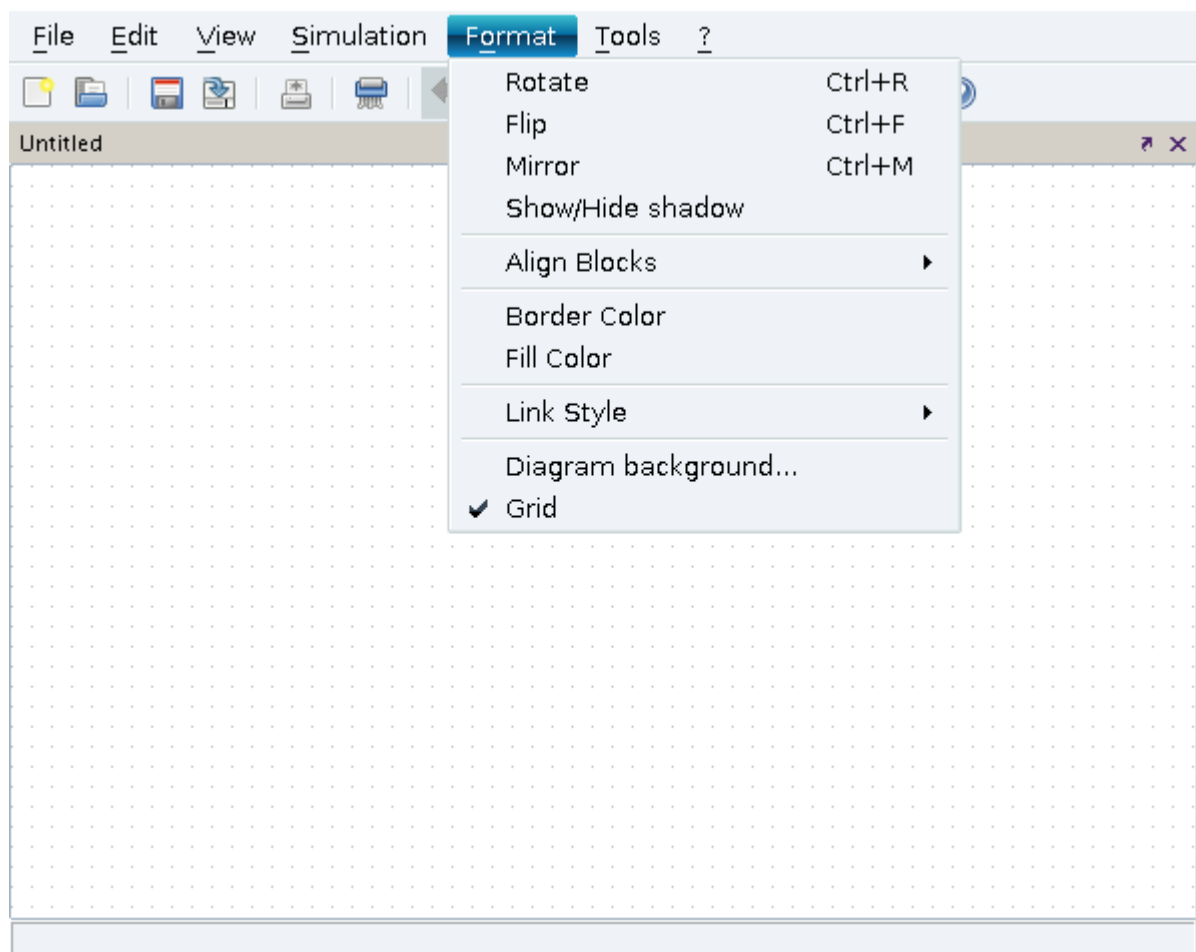 File Edit View Simulation Format Tools ?
Untitled
Rotate Ctrl+R
Flip Ctrl+F
Mirror Ctrl+M
Show/Hide shadow
Align Blocks
Border Color
Fill Color
Link Style
Diagram background...
Grid